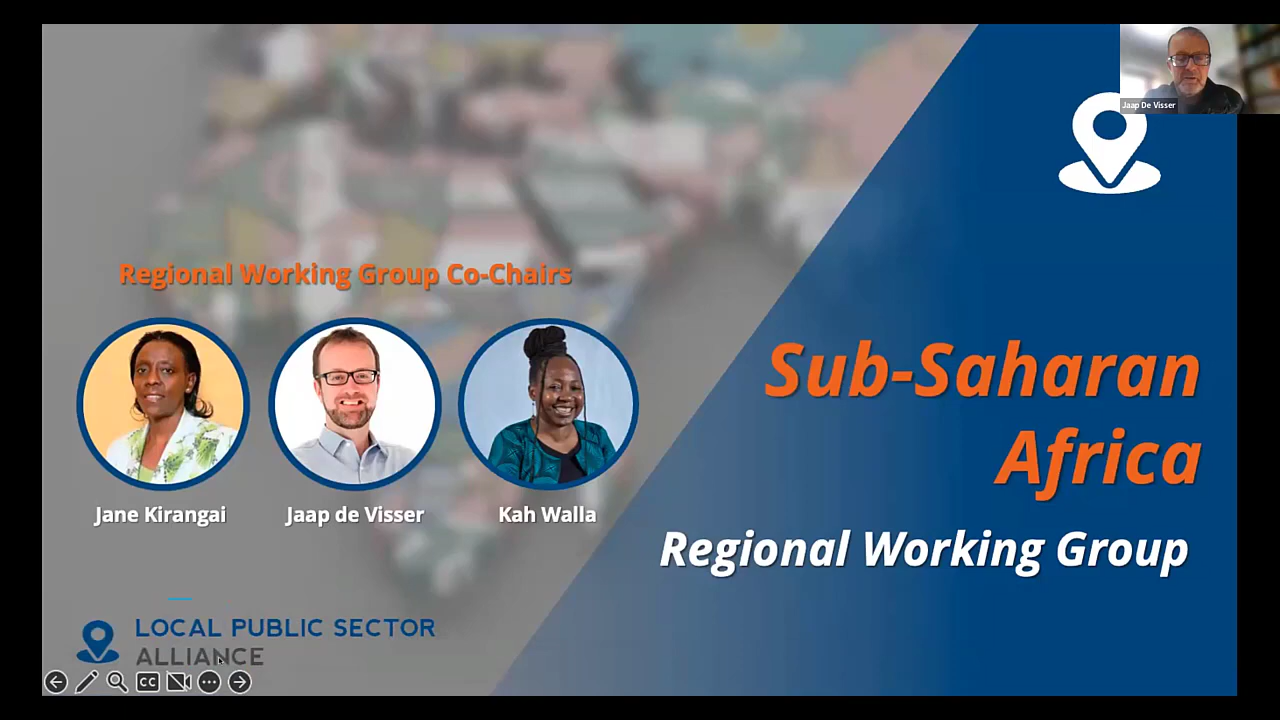 Jaap De Visser
Regional Working Group Co-Chairs
Jane Kirangai
Jaap de Visser
Kah Walla
Sub-Saharan
Africa
Regional Working Group
LOCAL PUBLIC SECTOR
ALLIANCE
CC